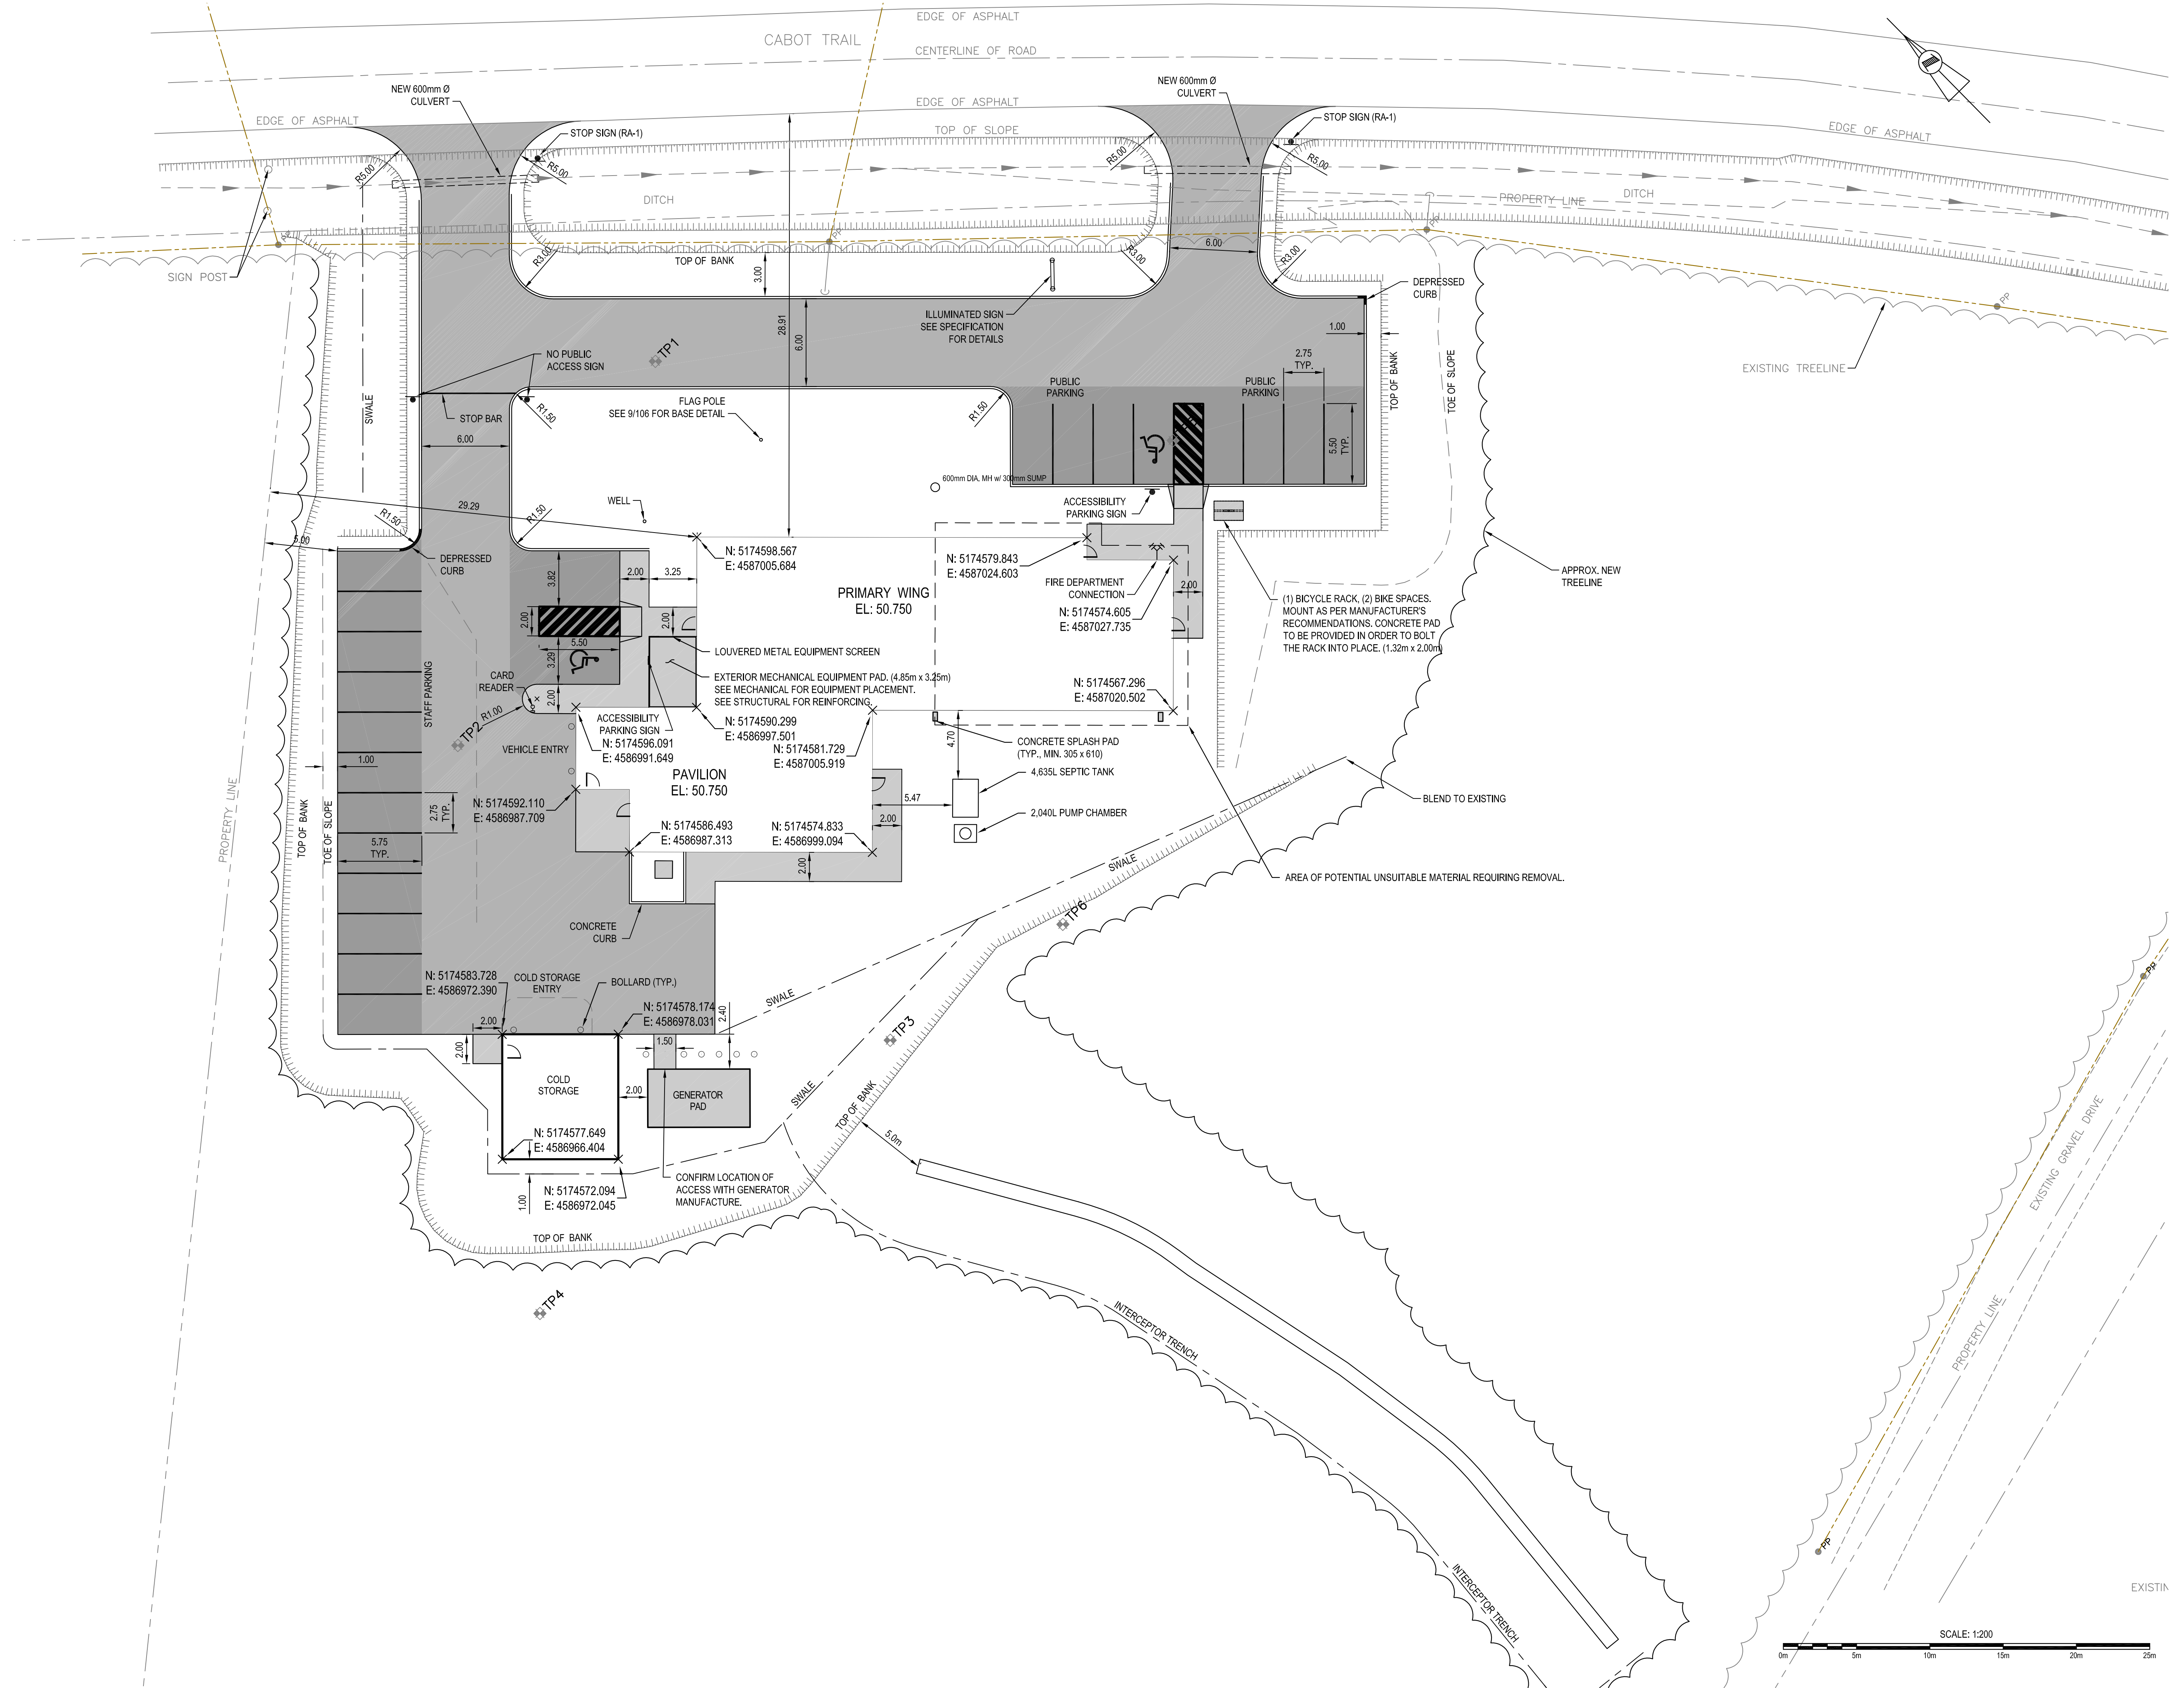 EDGE OF ASPHALT
CABOT TRAIL
CENTERLINE OF ROAD
NEW 600mm Ø
CULVERT
NEW 600mm Ø
CULVERT
EDGE OF ASPHALT
EDGE OF ASPHALT
EDGE OF ASPHALT
STOP SIGN (RA-1)
TOP OF SLOPE
STOP SIGN (RA-1)
R5.00
R5.00
R5.00
R5.00
DITCH
PROPERTY LINE
DITCH
PP
PP
PP
PP
SIGN POST
R3.00
TOP OF BANK
3.00
R3.00
6.00
R3.00
DEPRESSED
CURB
ILLUMINATED SIGN
SEE SPECIFICATION
FOR DETAILS
28.91
6.00
1.00
TP1
NO PUBLIC
ACCESS SIGN
2.75
TYP.
PUBLIC
PARKING
PUBLIC
PARKING
EXISTING TREELINE
TOP OF BANK
TOE OF SLOPE
SWALE
STOP BAR
R1.50
FLAG POLE
SEE 9/106 FOR BASE DETAIL
R1.50
5.50
TYP.
6.00
600mm DIA, MH w/ 300mm SUMP
WELL
29.29
R1.50
R1.50
5.00
ACCESSIBILITY
PARKING SIGN
DEPRESSED
CURB
N: 5174598.567
E: 4587005.684
N: 5174579.843
E: 4587024.603
APPROX. NEW
TREELINE
3.82
2.00
3.25
FIRE DEPARTMENT
CONNECTION
2.00
PRIMARY WING
EL: 50.750
N: 5174574.605
E: 4587027.735
(1) BICYCLE RACK, (2) BIKE SPACES.
MOUNT AS PER MANUFACTURER'S
RECOMMENDATIONS. CONCRETE PAD
TO BE PROVIDED IN ORDER TO BOLT
THE RACK INTO PLACE. (1.32m x 2.00m)
2.00
2.00
5.50
3.29
LOUVERED METAL EQUIPMENT SCREEN
CARD
READER
EXTERIOR MECHANICAL EQUIPMENT PAD. (4.85m x 3.25m)
SEE MECHANICAL FOR EQUIPMENT PLACEMENT.
SEE STRUCTURAL FOR REINFORCING.
N: 5174567.296
E: 4587020.502
STAFF PARKING
2.00
R1.00
TP2
ACCESSIBILITY
PARKING SIGN
N: 5174590.299
E: 4586997.501
VEHICLE ENTRY
N: 5174596.091
E: 4586991.649
N: 5174581.729
E: 4587005.919
4.70
CONCRETE SPLASH PAD
(TYP., MIN. 305 x 610)
1.00
PAVILION
EL: 50.750
4,635L SEPTIC TANK
2.75
TYP.
N: 5174592.110
E: 4586987.709
5.47
BLEND TO EXISTING
2,040L PUMP CHAMBER
PROPERTY LINE
TOP OF BANK
TOE OF SLOPE
N: 5174586.493
E: 4586987.313
N: 5174574.833
E: 4586999.094
2.00
5.75
TYP.
2.00
SWALE
AREA OF POTENTIAL UNSUITABLE MATERIAL REQUIRING REMOVAL.
CONCRETE
CURB
TP6
N: 5174583.728
E: 4586972.390
COLD STORAGE
ENTRY
BOLLARD (TYP.)
PP
SWALE
N: 5174578.174
E: 4586978.031
2.40
2.00
TP3
2.00
1.50
COLD
STORAGE
2.00
GENERATOR
PAD
SWALE
TOP OF BANK
5.0m
N: 5174577.649
E: 4586966.404
EXISTING GRAVEL DRIVE
CONFIRM LOCATION OF
ACCESS WITH GENERATOR
MANUFACTURE.
N: 5174572.094
E: 4586972.045
1.00
TOP OF BANK
TP4
INTERCEPTOR TRENCH
PROPERTY LINE
PP
INTERCEPTOR TRENCH
EXISTIN
SCALE: 1:200
0m
5m
10m
15m
20m
25m